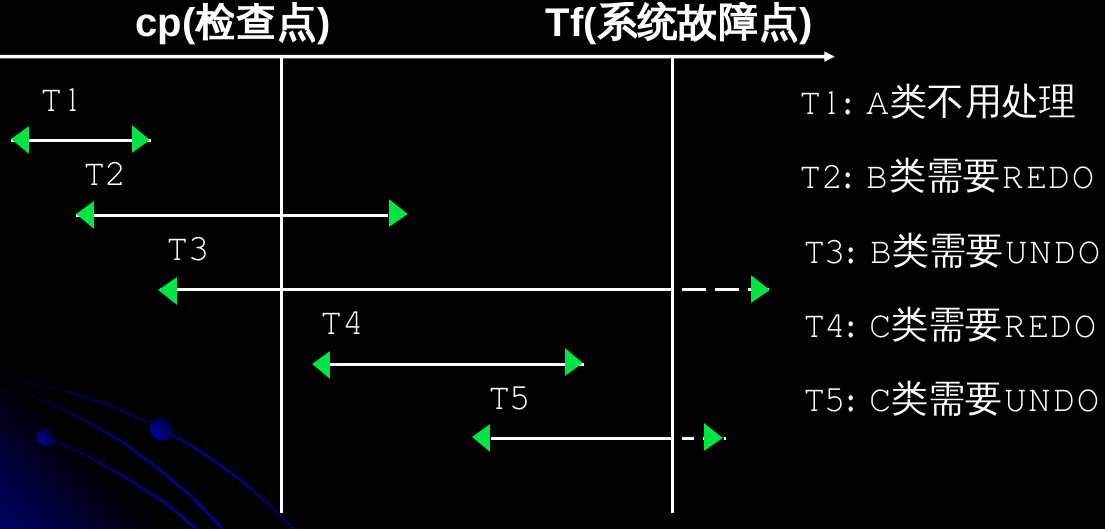 cp(检查点) Tf(系统故障点)
T1
T2
T3
T4
T5
T1: A类不用处理
T2: B类需要REDO
T3: B类需要UNDO
T4: C类需要REDO
T5: C类需要UNDO